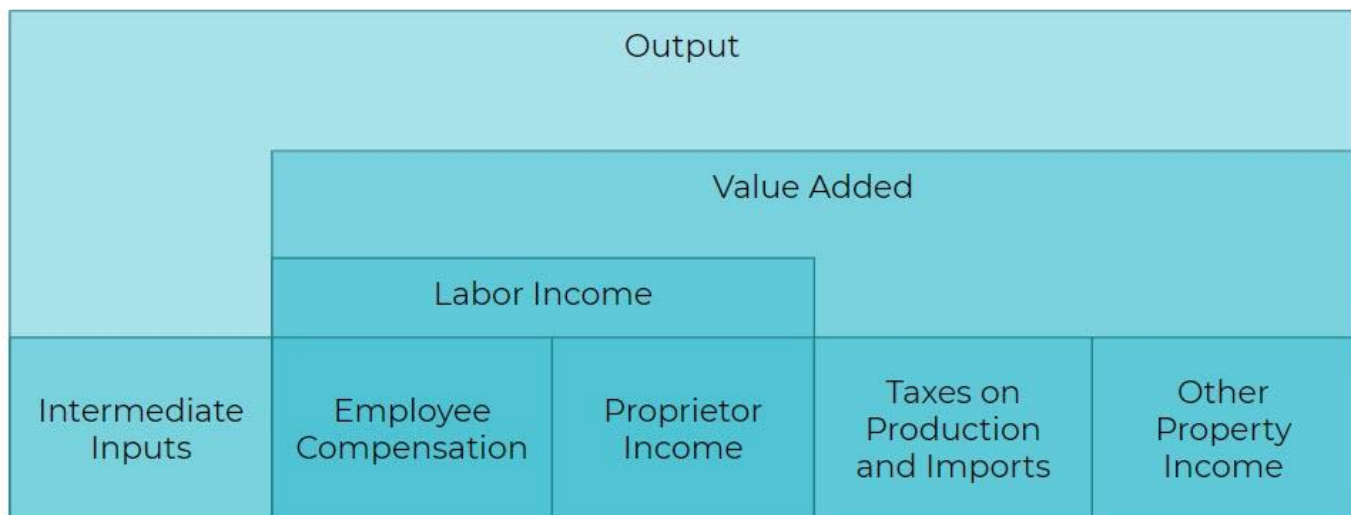 Output
Value Added
Labor Income
Intermediate
Inputs
Employee
Compensation
Proprietor
Income
Taxes on
Production
and Imports
Other
Property
Income